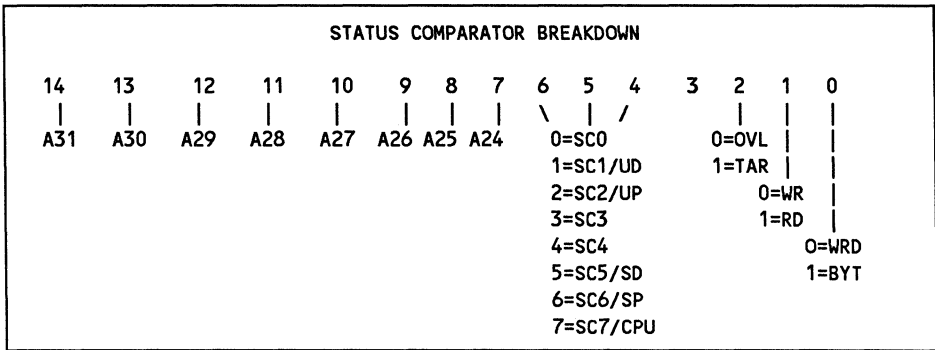 STATUS COMPARATOR BREAKDOWN
14 13 12 11 10 9 8 7 6 5 4 3 2 1 0
| | | | | | | | \ | / | | |
A31 A30 A29 A28 A27 A26 A25 A24 0=SC0 0=OVL | |
1=SC1/UD 1=TAR | |
2=SC2/UP 0=WR |
3=SC3 1=RD |
4=SC4 0=WRD
5=SC5/SD 1=BYT
6=SC6/SP
7=SC7/CPU